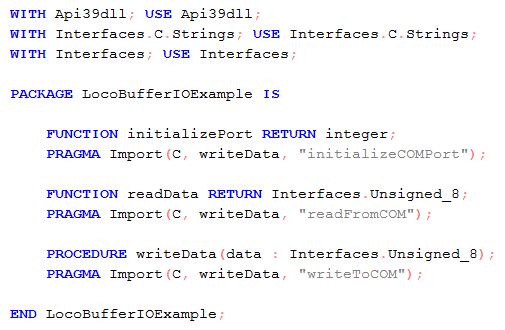 WITH Api39dll; USE Api39dll;
WITH Interfaces.C.Strings; USE Interfaces.C.Strings;
WITH Interfaces; USE Interfaces;
PACKAGE LocoBufferIOExample IS
FUNCTION initializePort RETURN integer;
PRAGMA Import(C, writeData, "initializeCOMPort");
FUNCTION readData RETURN Interfaces.Unsigned_8;
PRAGMA Import(C, writeData, "readFromCOM");
PROCEDURE writeData(data : Interfaces.Unsigned_8);
PRAGMA Import(C, writeData, "writeToCOM");
END LocoBufferIOExample;